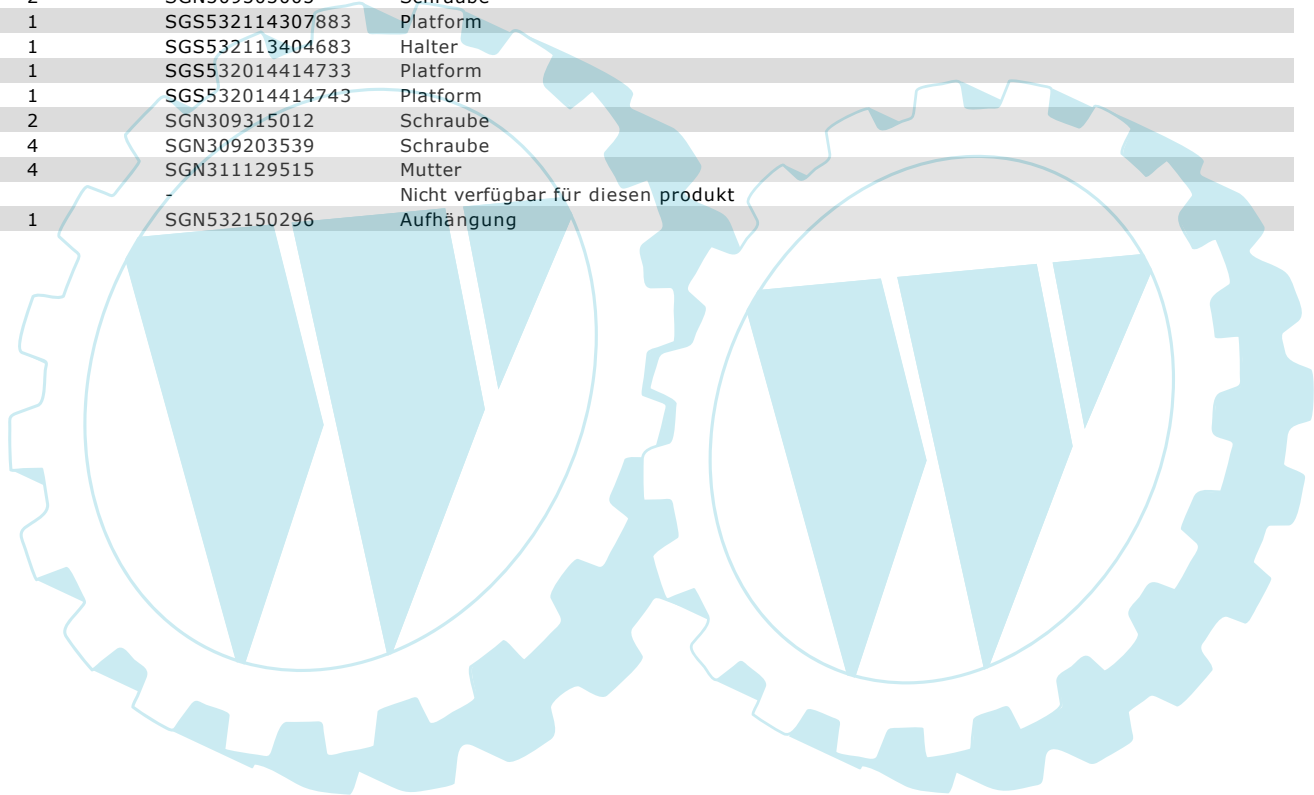 1 SGS532114307883 Platform
1 SGS532113404683 Halter
1 SGS532014414733 Platform
1 SGS532014414743 Platform
2 SGN309315012 Schraube
4 SGN309203539 Schraube
4 SGN311129515 Mutter
- Nicht verfügbar für diesen produkt
1 SGN532150296 Aufhängung